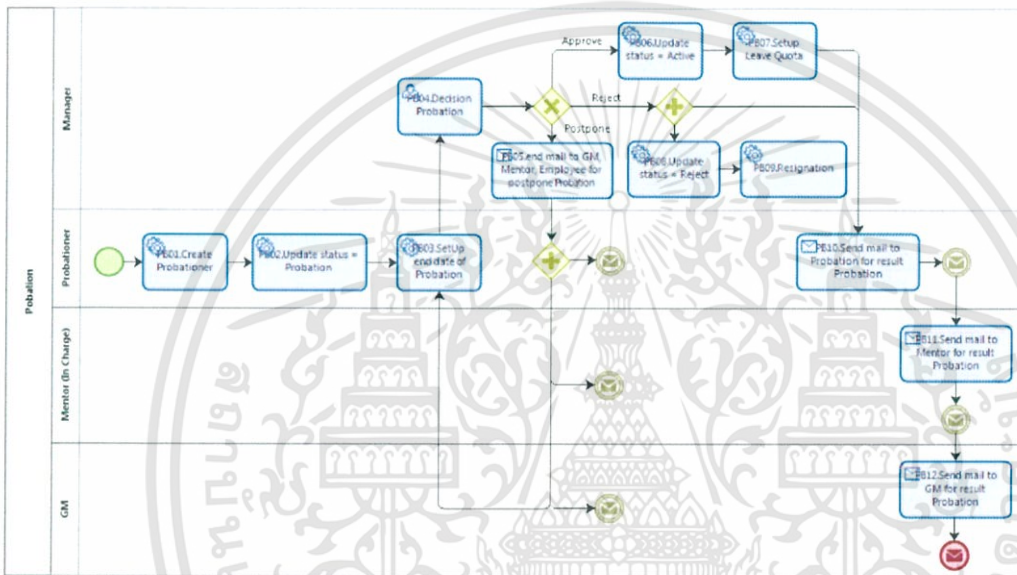 Pobation
Manager
Probationer
Mentor (In Charge)
GM
PB04.Decision
Probation
Approve
Reject
Postpone
PB06.Update
status = Active
PB07.Setup
Leave Quota
PB05.end mail to GM,
Mentor, Employee for
postpone Probation
PB08.Update
status = Reject
PB09.Resignation
PB01.Create
Probationer
PB02.Update status =
Probation
PB03.SetUp
end date of
Probation
PB10.Send mail to
Probation for result
Probation
PB11.Send mail to
Mentor for result
Probation
PB12.Send mail to
GM for result
Probation